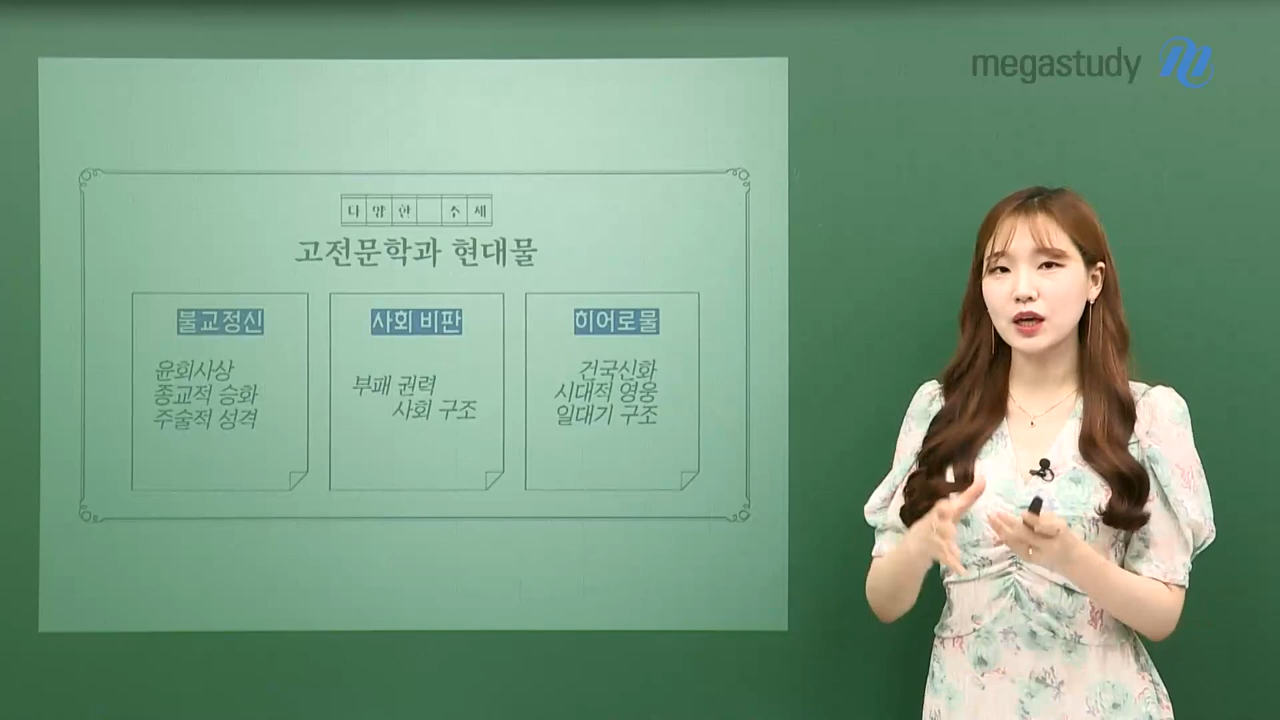 megastudy
다양한 주제
고전문학과 현대물
불교정신
윤회사상
종교적 승화
주술적 성격
사회 비판
부패 권력
사회 구조
히어로물
건국신화
시대적 영웅
일대기 구조